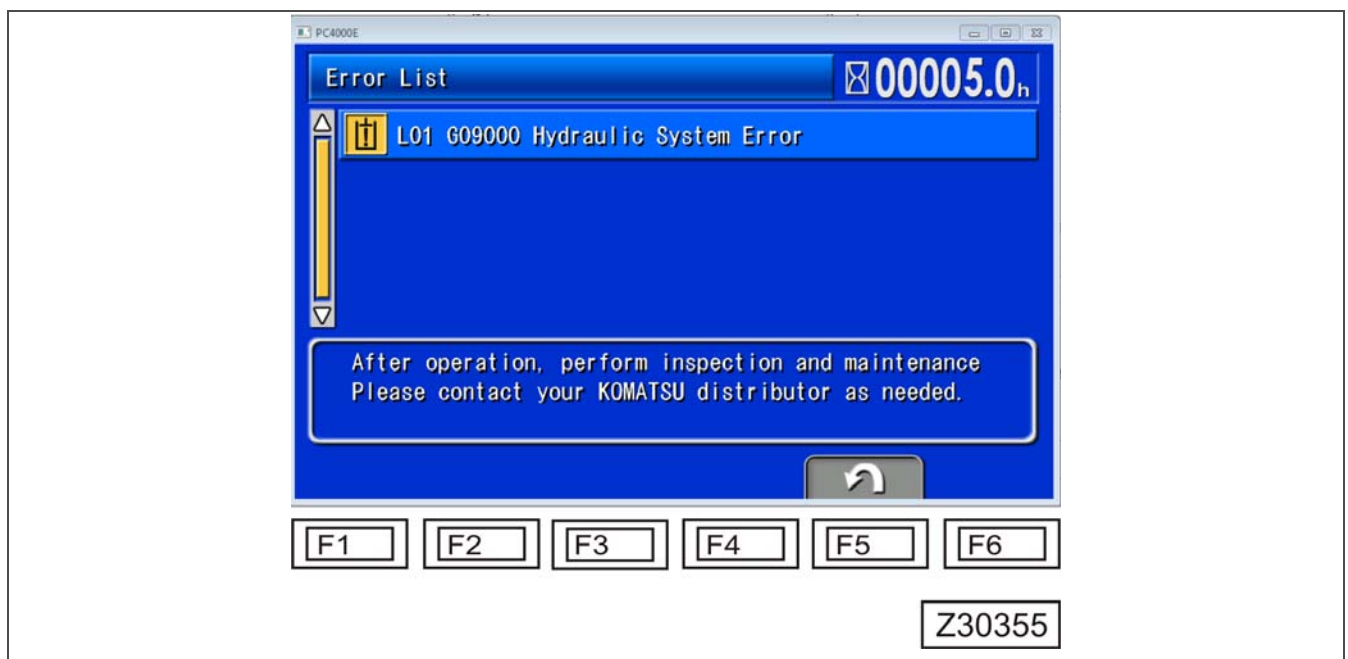 PC4000E
Error List
00005.0h
L01 G09000 Hydraulic System Error
After operation, perform inspection and maintenance
Please contact your KOMATSU distributor as needed.
F1 F2 F3 F4 F5 F6
Z30355